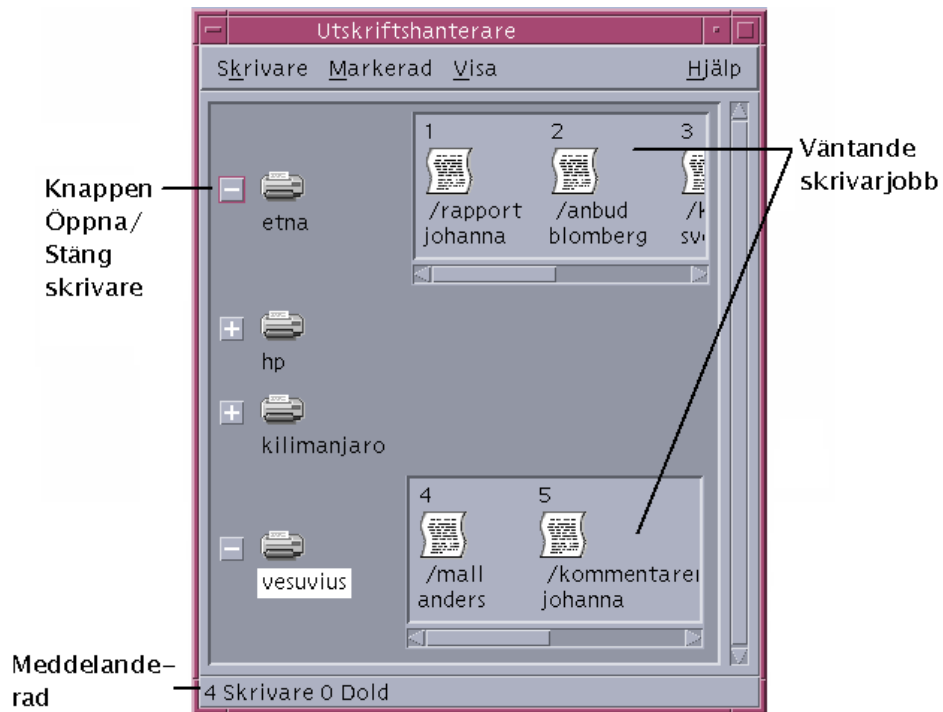 Utskriftshanterare
Skrivare Markerad Visa Hjälp
1 2 3
/rapport /anbud
johanna blomberg
etna
Knappen
Öppna/
Stäng
skrivare
Väntande
skrivarjobb
hp
kilimanjaro
4 5
/mall /kommentarer
anders johanna
vesuvius
Meddelande-
rad
4 Skrivare 0 Dold